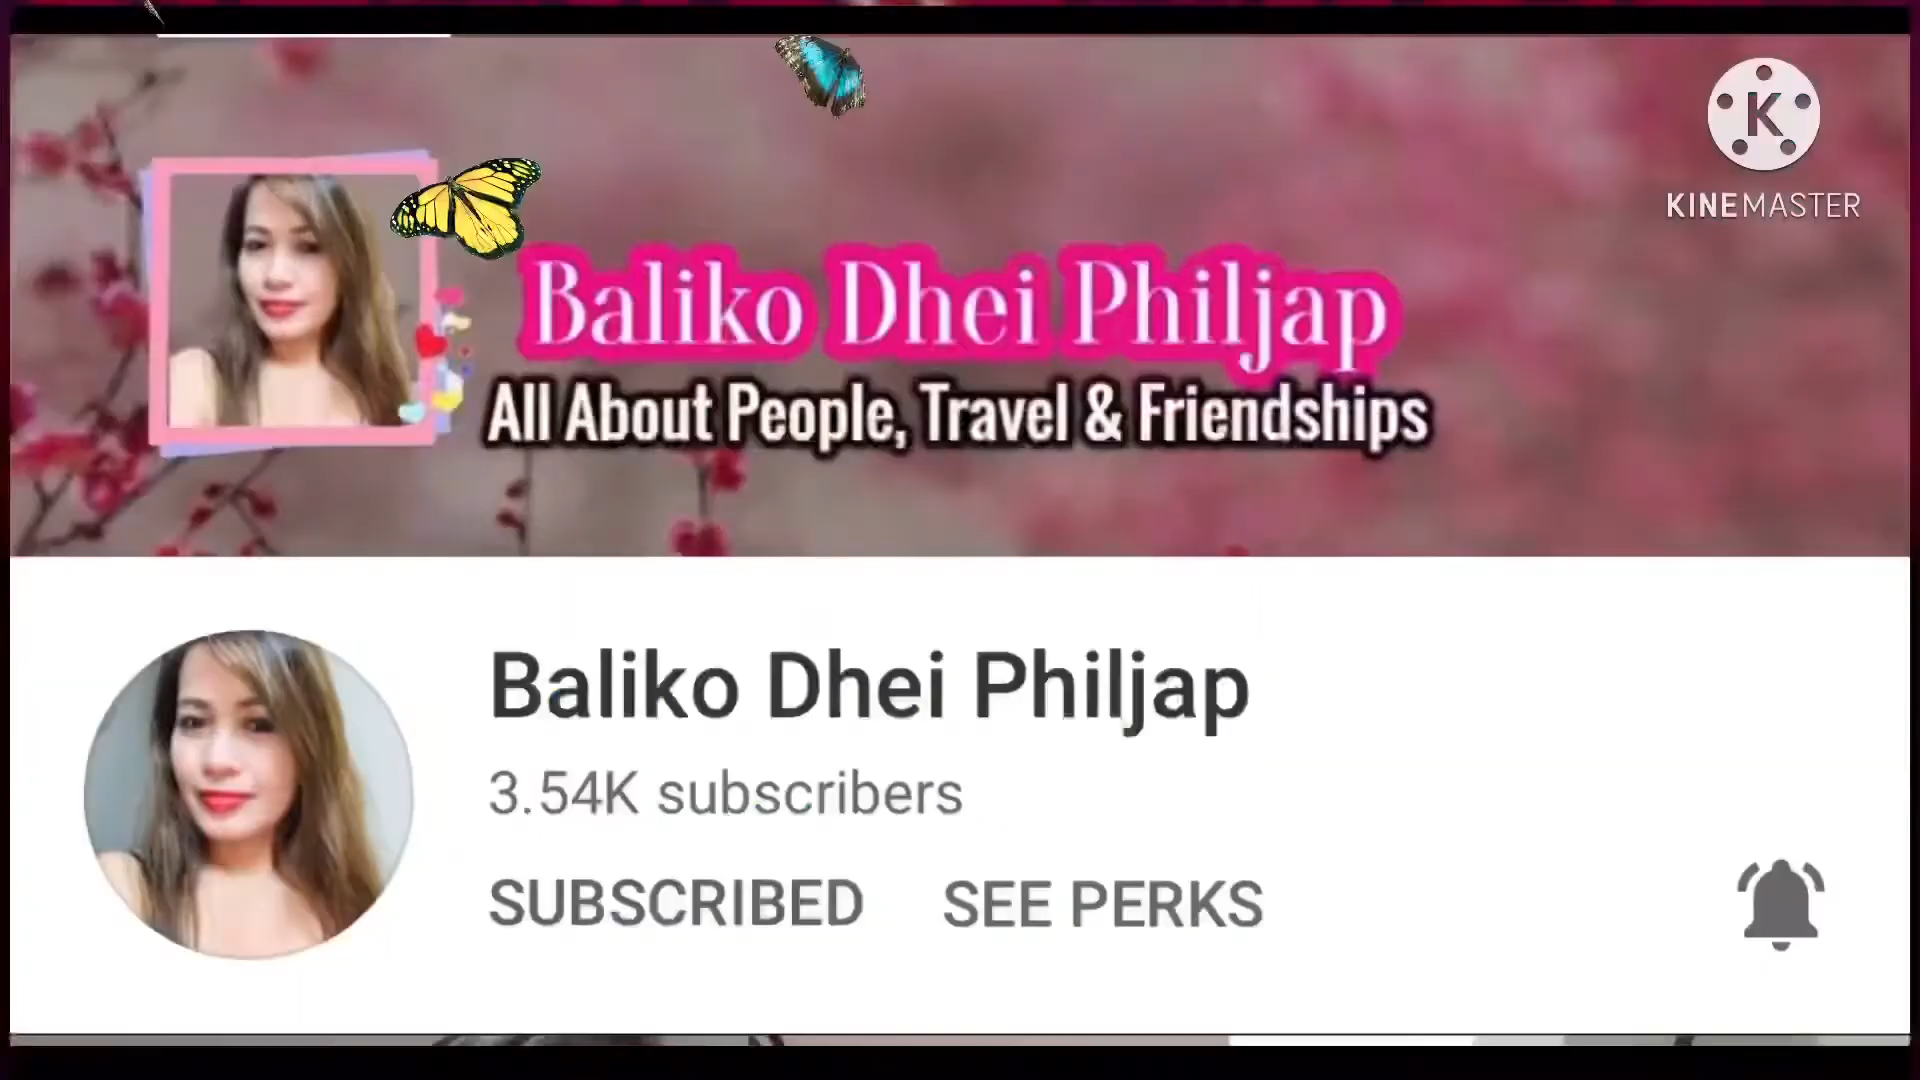 K
KINEMASTER
Baliko Dhei Philjap
All About People, Travel & Friendships
Baliko Dhei Philjap
3.54K subscribers
SUBSCRIBED SEE PERKS